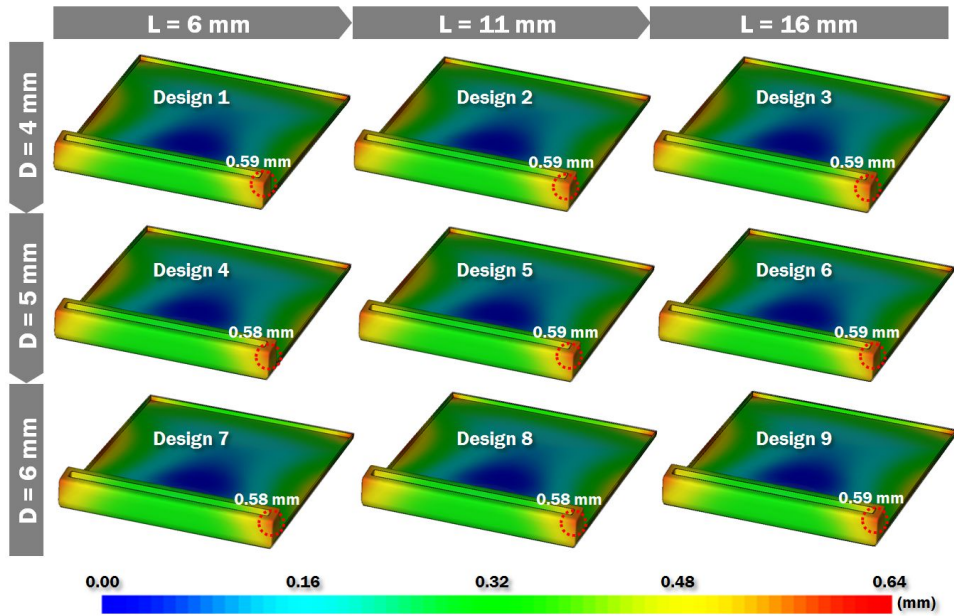 L = 6 mm
L = 11 mm
L = 16 mm
D = 4 mm
Design 1
Design 2
Design 3
0.59 mm
0.59 mm
0.59 mm
D = 5 mm
Design 4
Design 5
Design 6
0.58 mm
0.59 mm
0.59 mm
D = 6 mm
Design 7
Design 8
Design 9
0.58 mm
0.58 mm
0.59 mm
0.00
0.16
0.32
0.48
0.64
(mm)